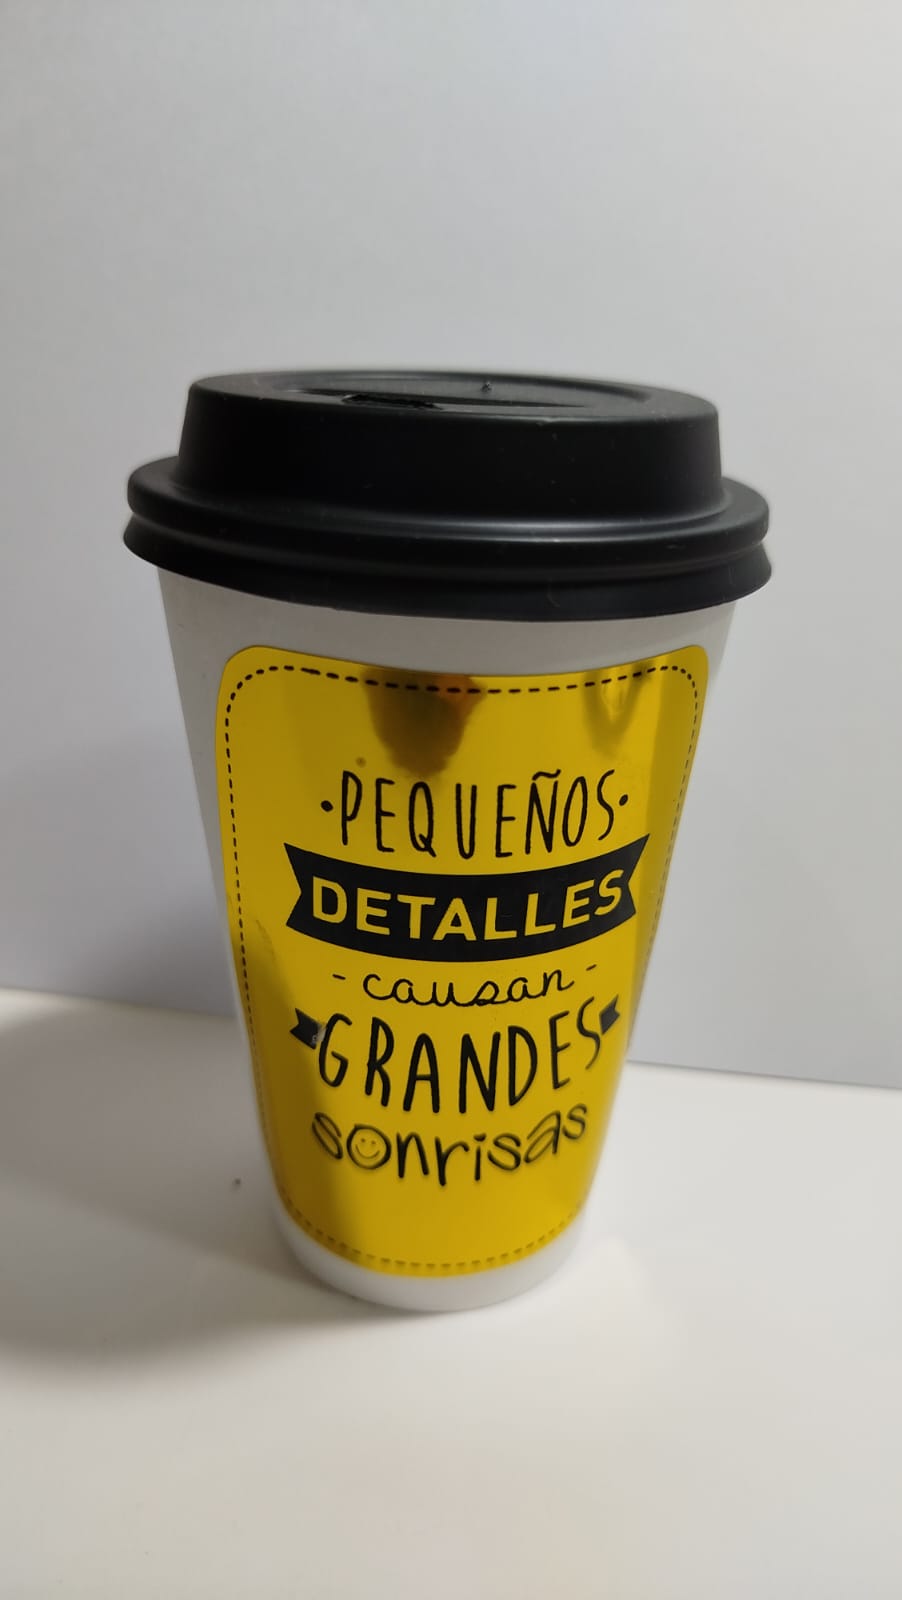 ·PEQUEÑOS·
DETALLES
- causan -
GRANDES
sonrisas